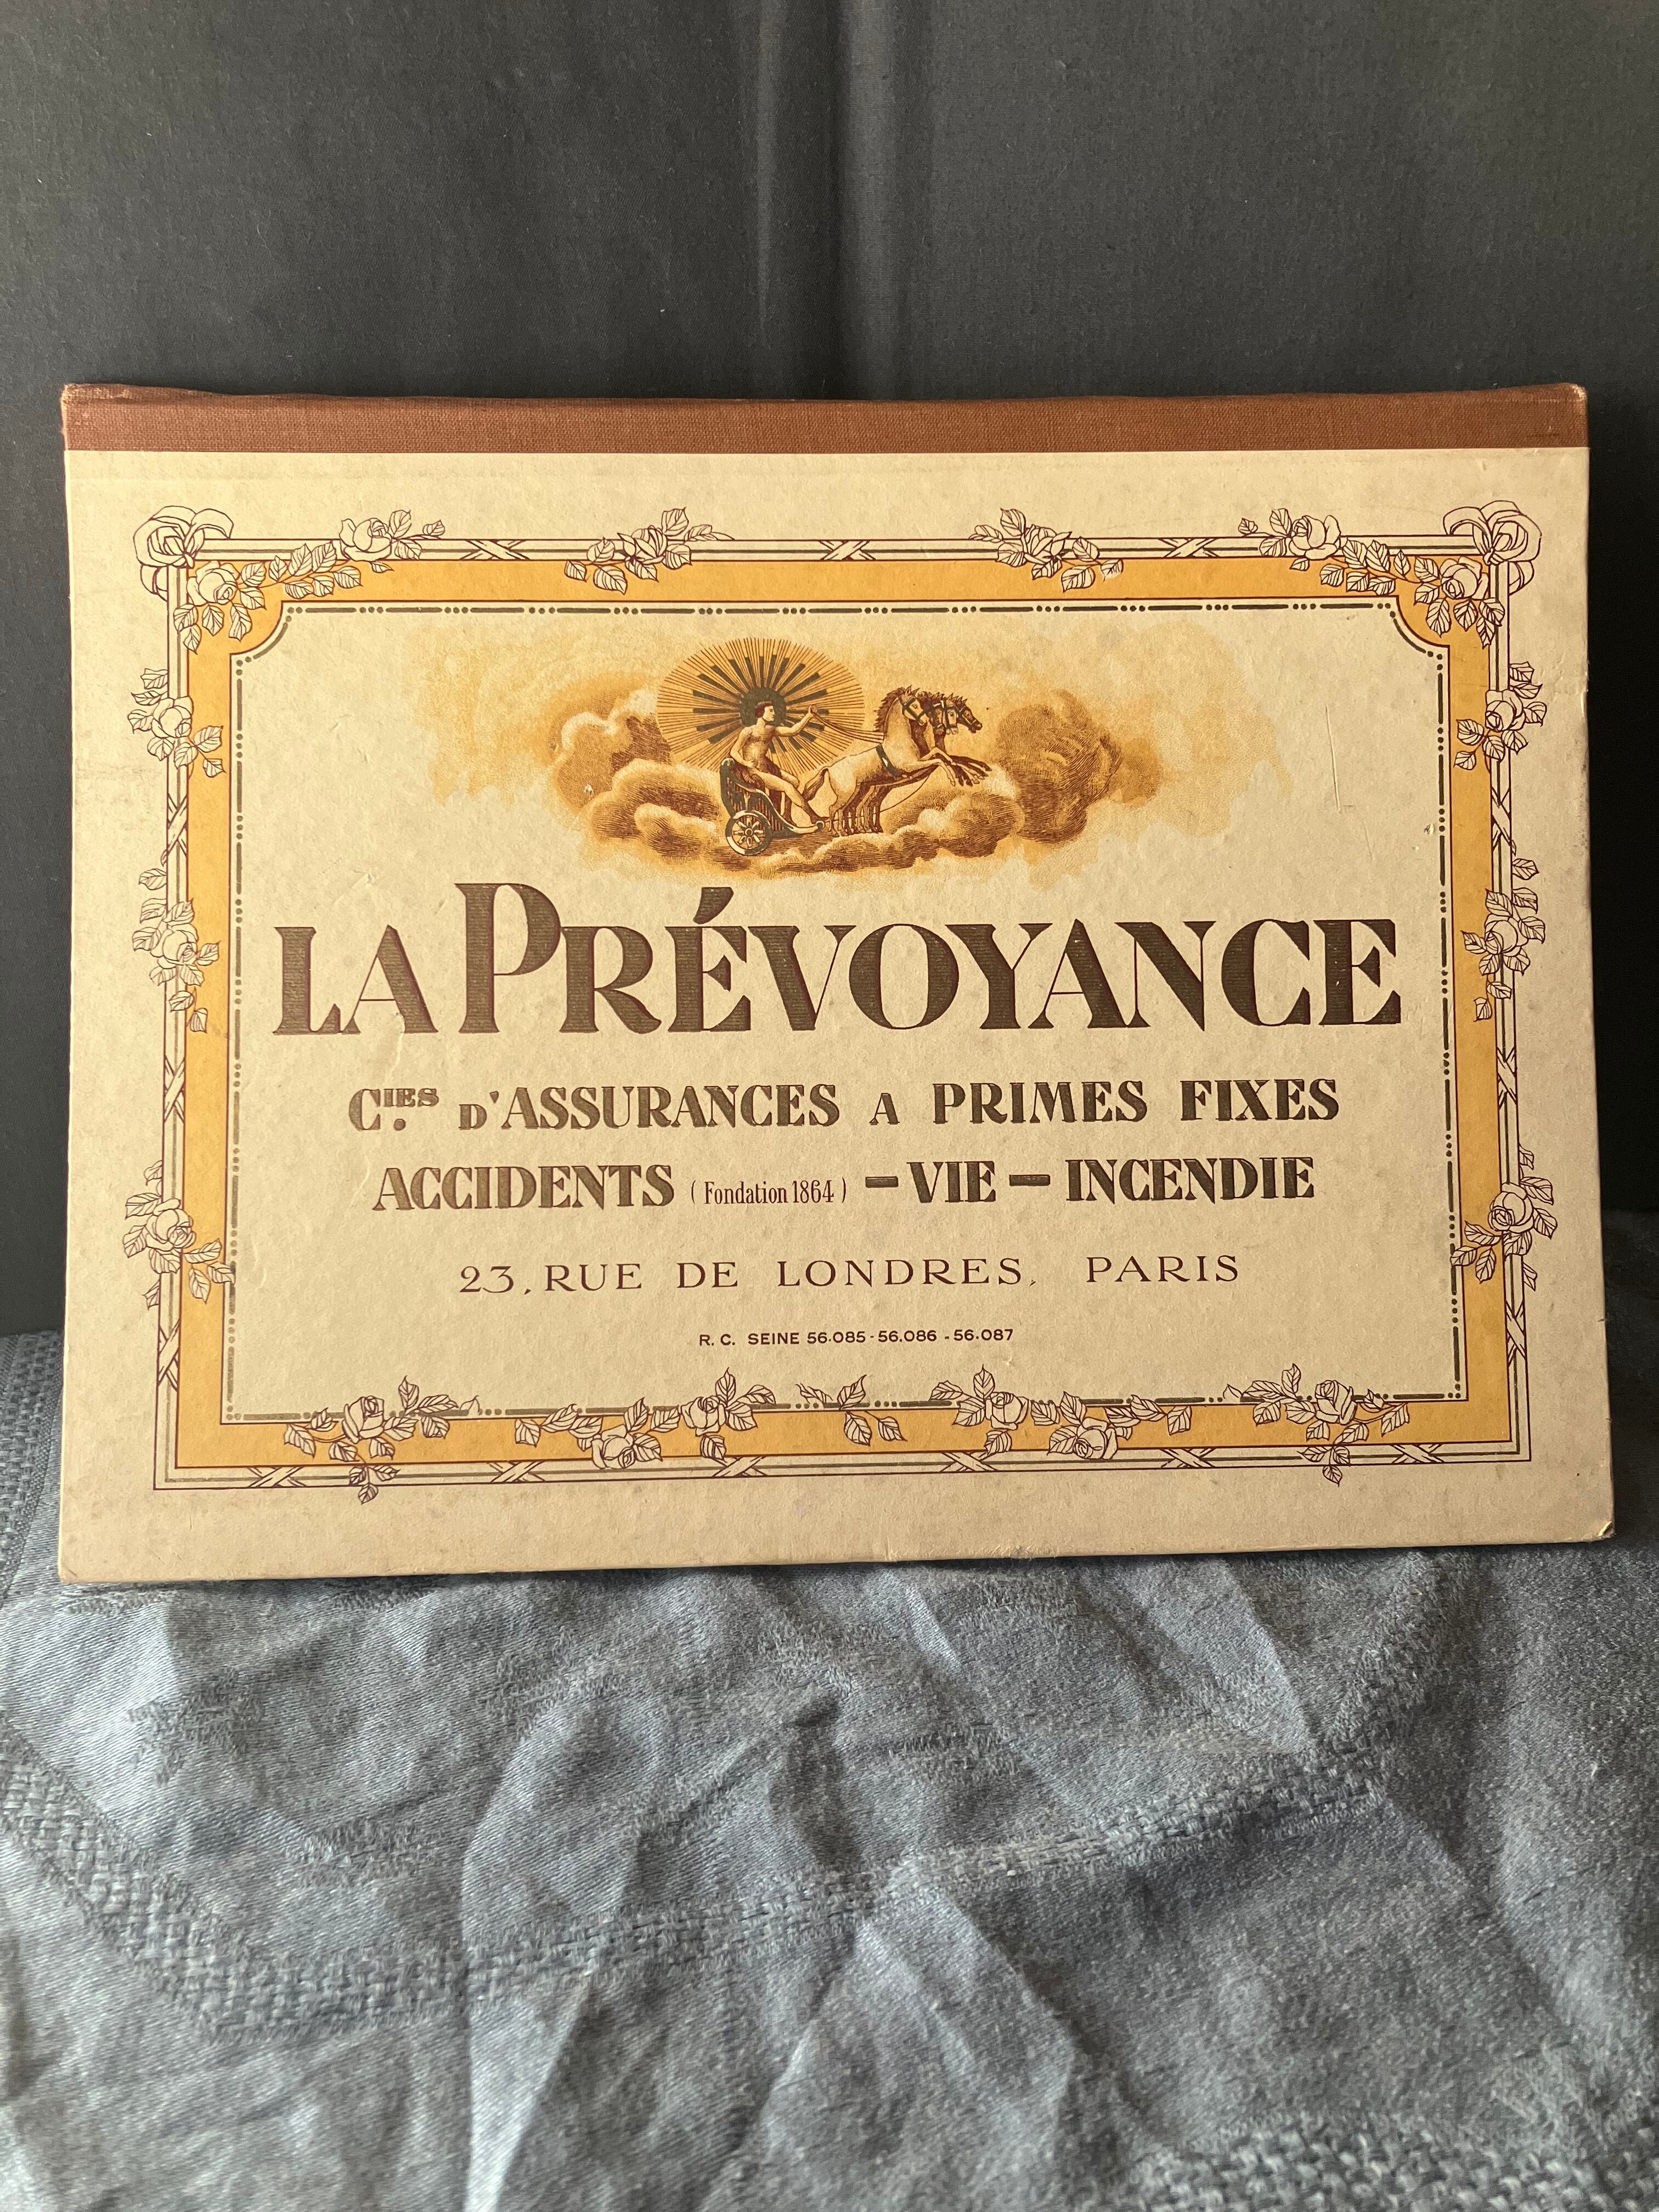 LA PRÉVOYANCE
CIES. D'ASSURANCES A PRIMES FIXES
ACCIDENTS (Fondation 1864) — VIE — INCENDIE
23, RUE DE LONDRES, PARIS
R. C. SEINE 56.085 - 56.086 - 56.087